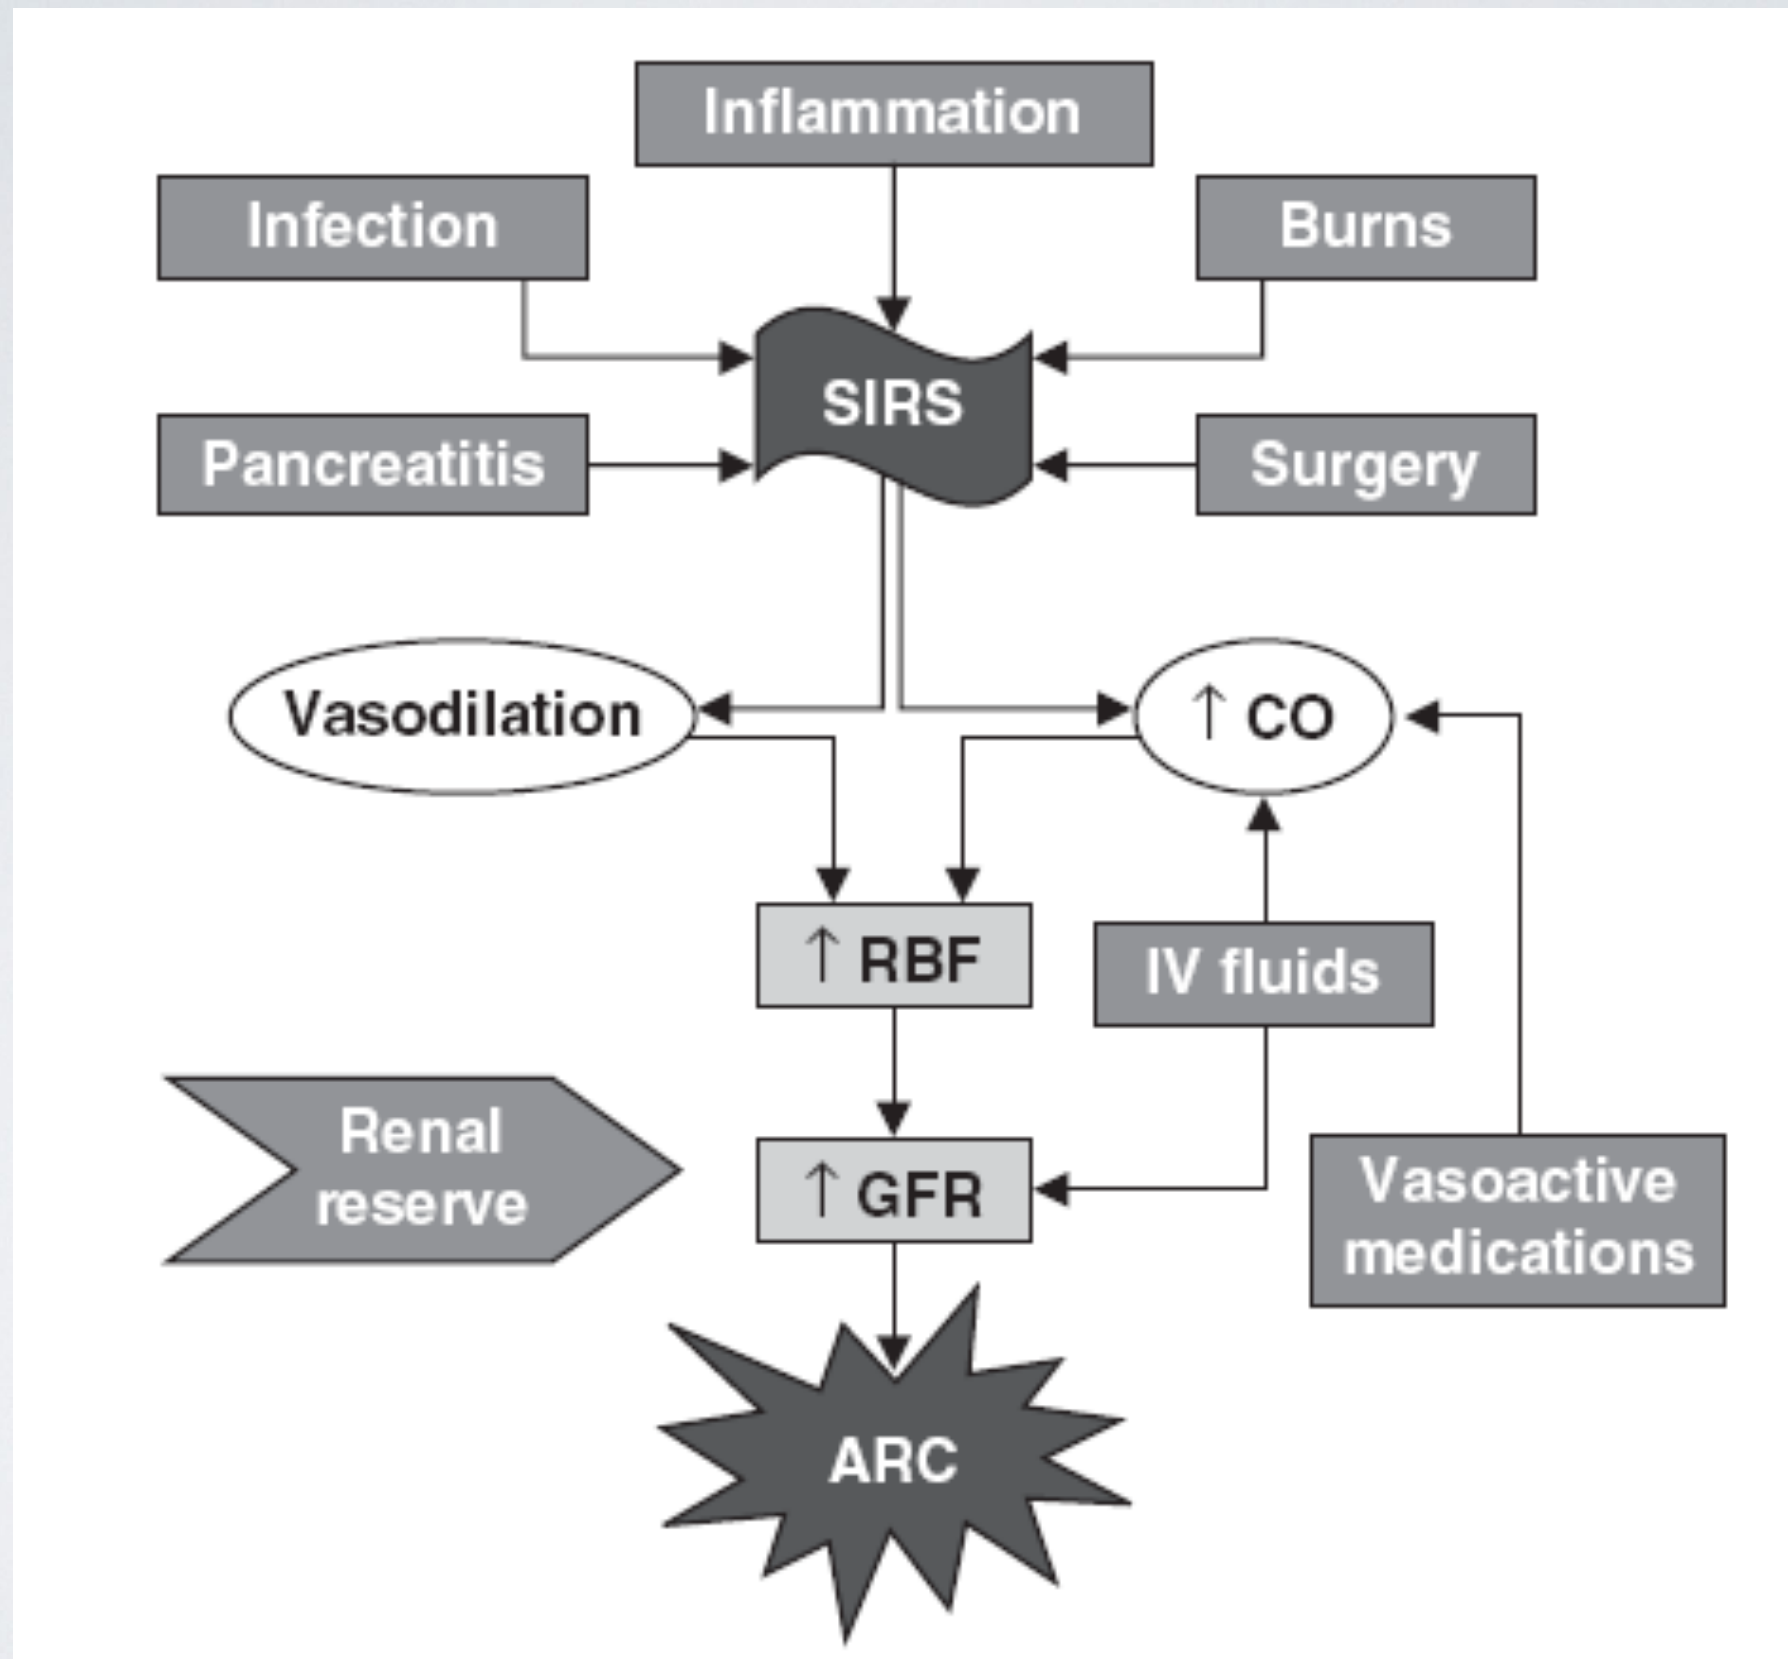 Inflammation
Infection
Burns
SIRS
Pancreatitis
Surgery
Vasodilation
↑ CO
↑ RBF
IV fluids
Renal
reserve
↑ GFR
Vasoactive
medications
ARC